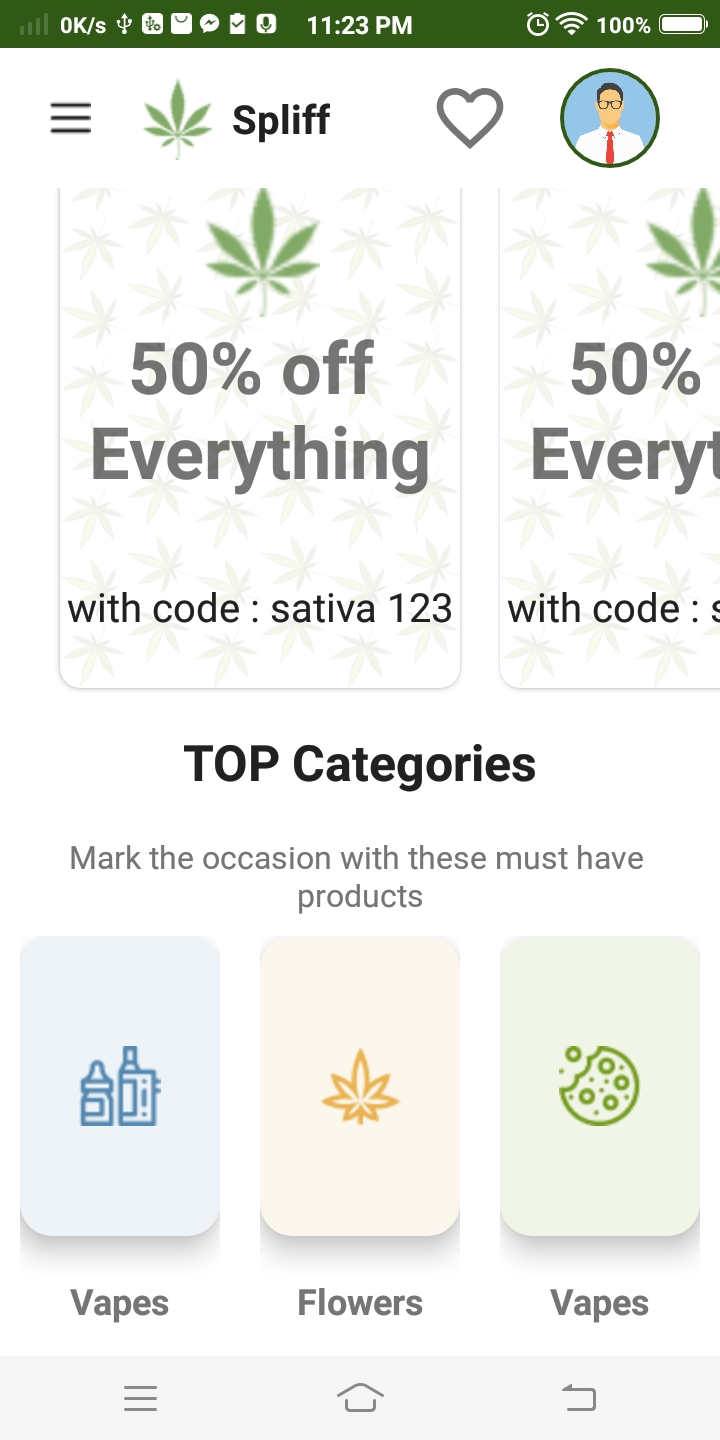 0K/s 11:23 PM 100%
Spliff
50% off
Everything
with code : sativa 123
50%
Everyt
with code : s
TOP Categories
Mark the occasion with these must have
products
Vapes Flowers Vapes